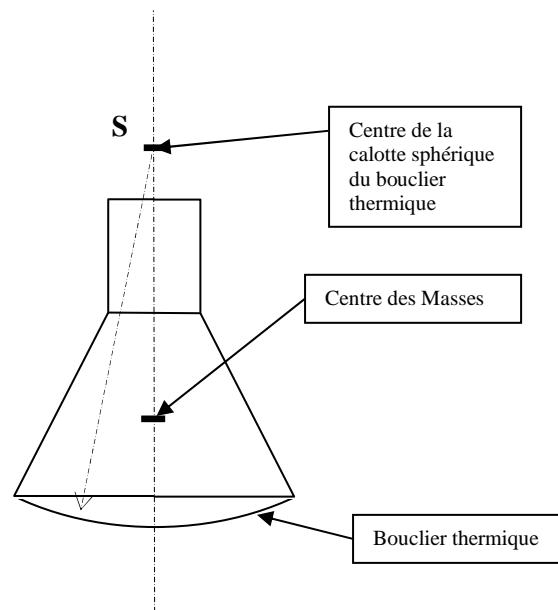 S
Centre de la
calotte sphérique
du bouclier
thermique
Centre des Masses
Bouclier thermique